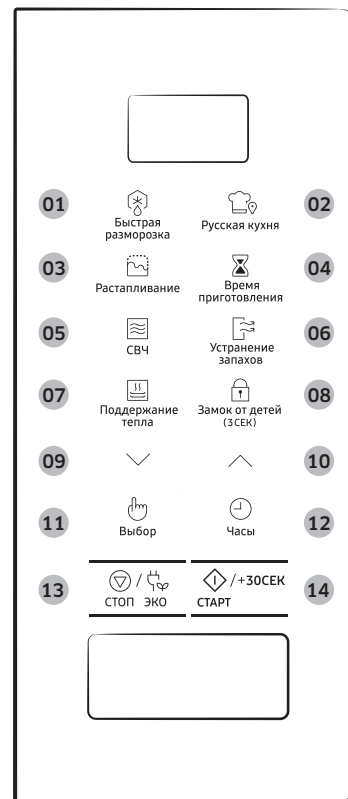 01
02
Быстрая
разморозка
Русская кухня
03
04
Растапливание
Время
приготовления
05
06
СВЧ
Устранение
запахов
07
08
Поддержание
тепла
Замок от детей
(3СЕК)
09
10
11
12
Выбор
Часы
13
14
/
/+30СЕК
СТОП ЭКО
СТАРТ